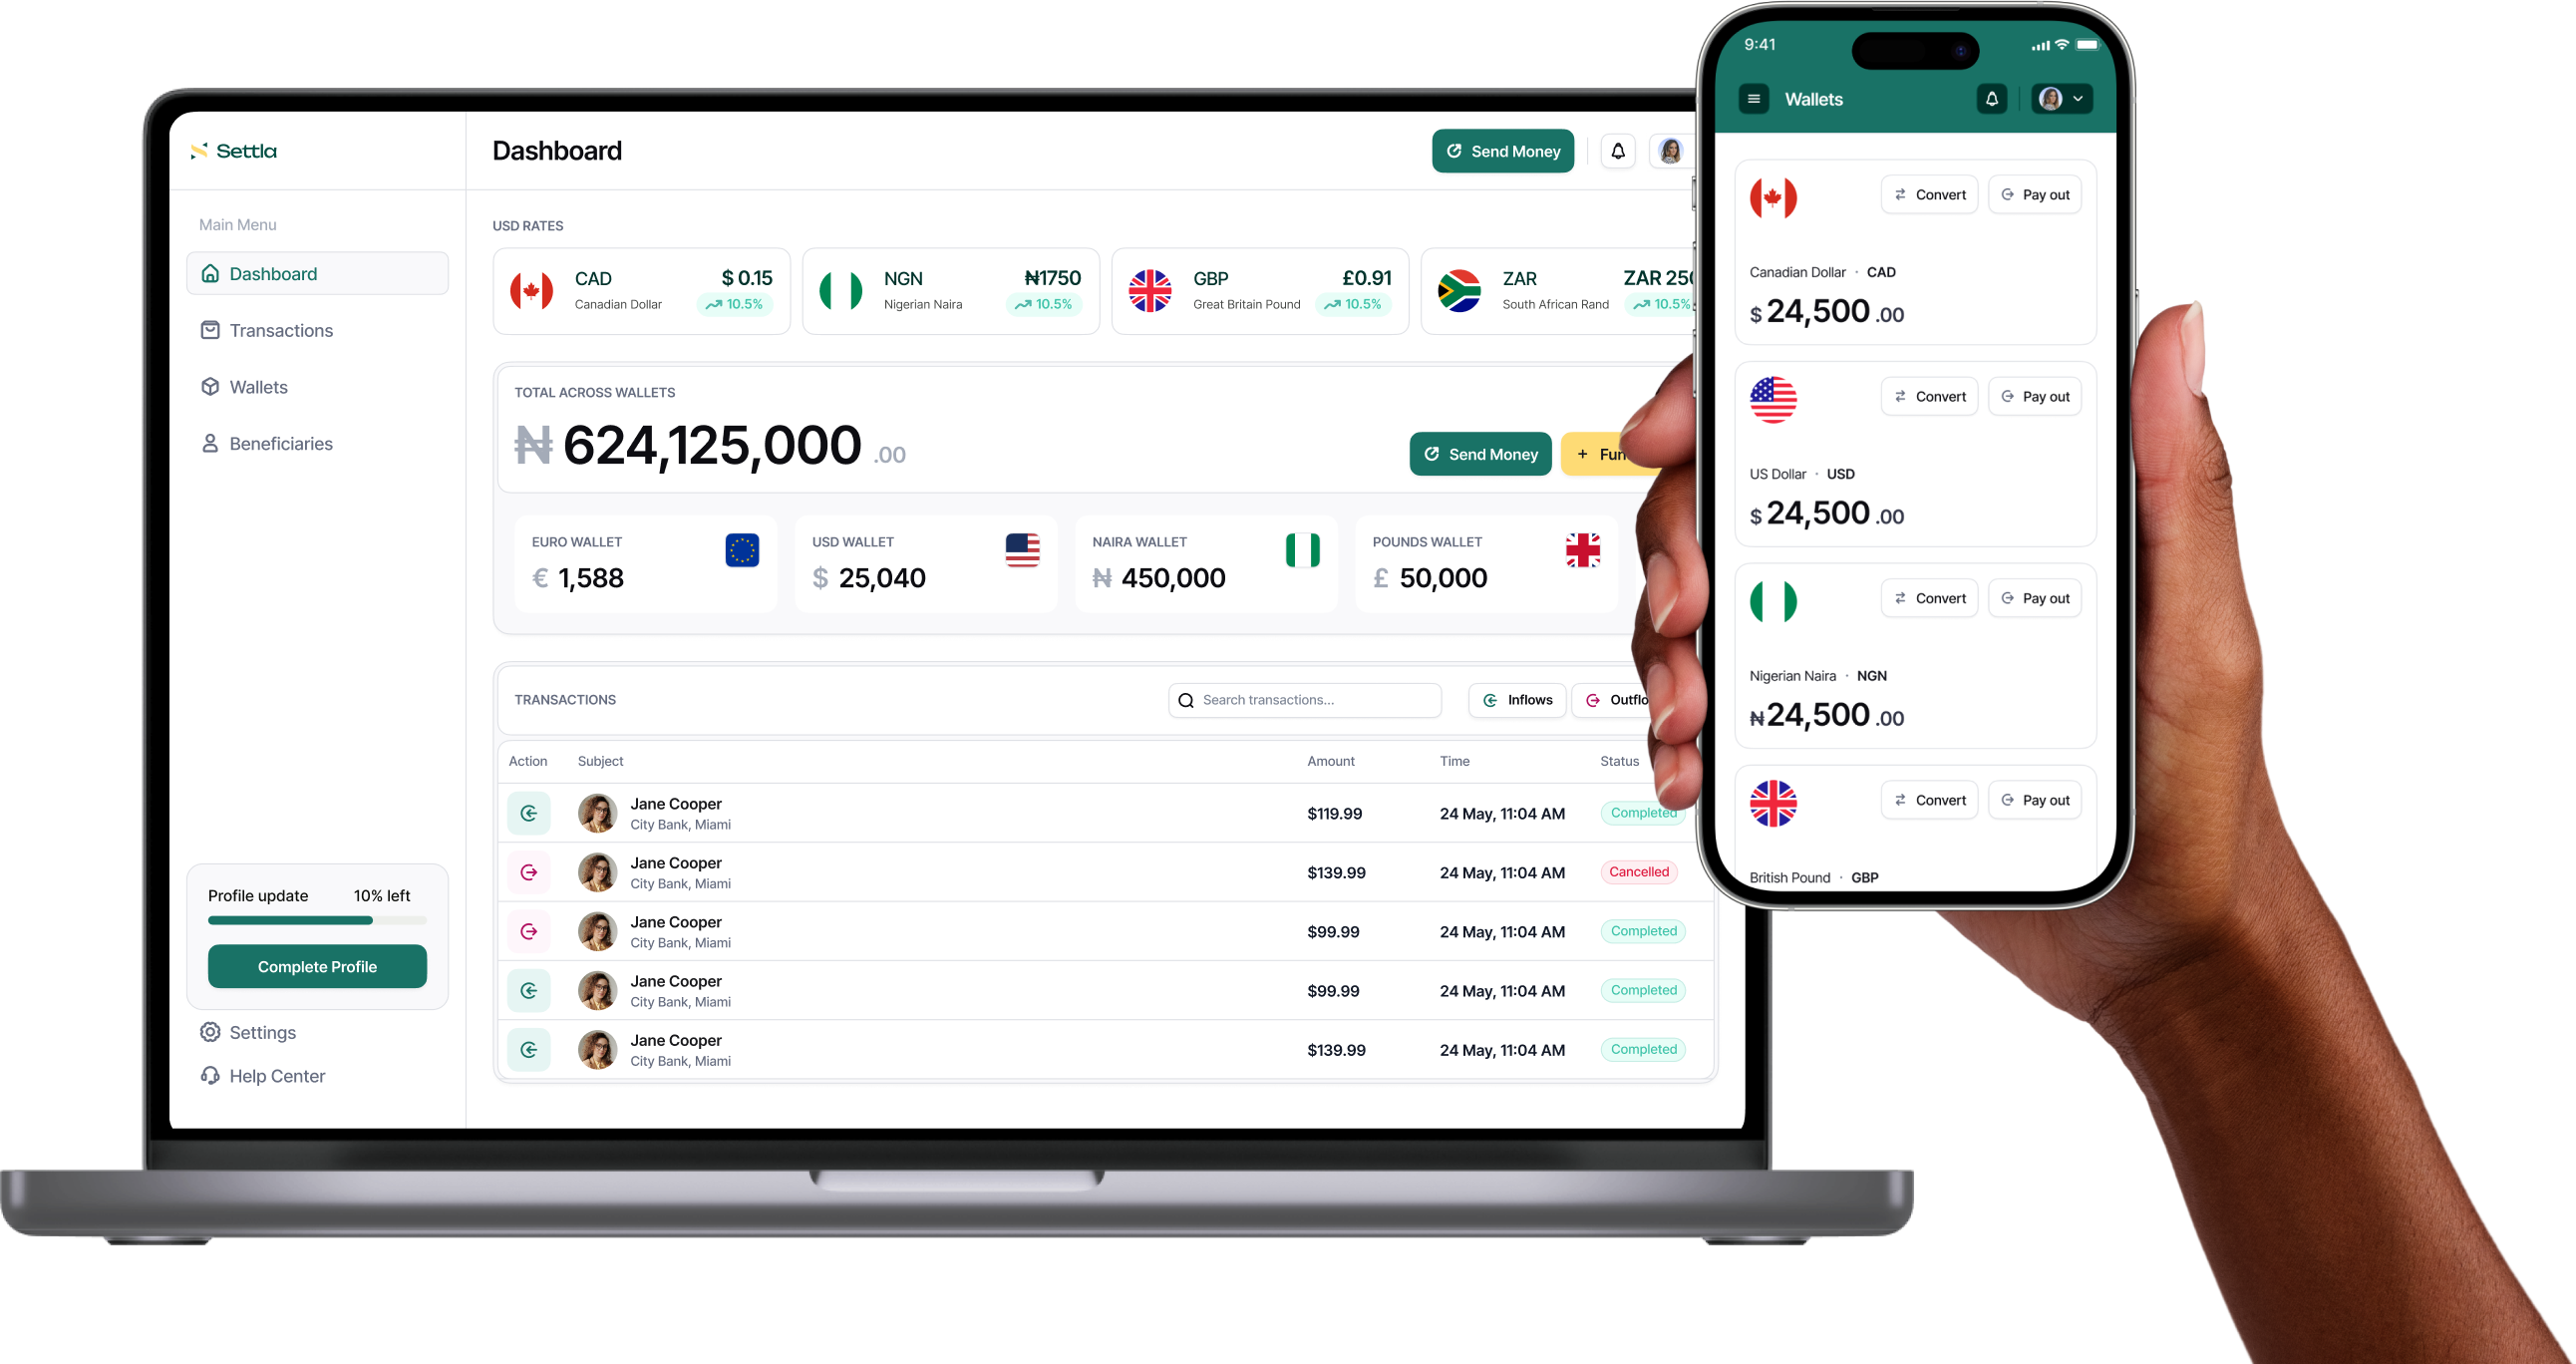 Settla
Main Menu
Dashboard
Transactions
Wallets
Beneficiaries
Profile update 10% left
Complete Profile
Settings
Help Center
Dashboard
Send Money
USD RATES
CAD $ 0.15
Canadian Dollar 10.5%
NGN ₦1750
Nigerian Naira 10.5%
GBP £0.91
Great Britain Pound 10.5%
ZAR ZAR
South African Rand 10.5%
TOTAL ACROSS WALLETS
₦ 624,125,000 .00
Send Money
+
EURO WALLET
€ 1,588
USD WALLET
$ 25,040
NAIRA WALLET
₦ 450,000
POUNDS WALLET
£ 50,000
TRANSACTIONS
Search transactions...
Inflows
Action Subject Amount Time Status
Jane Cooper
City Bank, Miami
$119.99 24 May, 11:04 AM Completed
Jane Cooper
City Bank, Miami
$139.99 24 May, 11:04 AM Cancelled
Jane Cooper
City Bank, Miami
$99.99 24 May, 11:04 AM Completed
Jane Cooper
City Bank, Miami
$99.99 24 May, 11:04 AM Completed
Jane Cooper
City Bank, Miami
$139.99 24 May, 11:04 AM Completed
9:41
Wallets
Convert Pay out
Canadian Dollar · CAD
$ 24,500 .00
Convert Pay out
US Dollar · USD
$ 24,500 .00
Convert Pay out
Nigerian Naira · NGN
₦ 24,500 .00
Convert Pay out
British Pound · GBP